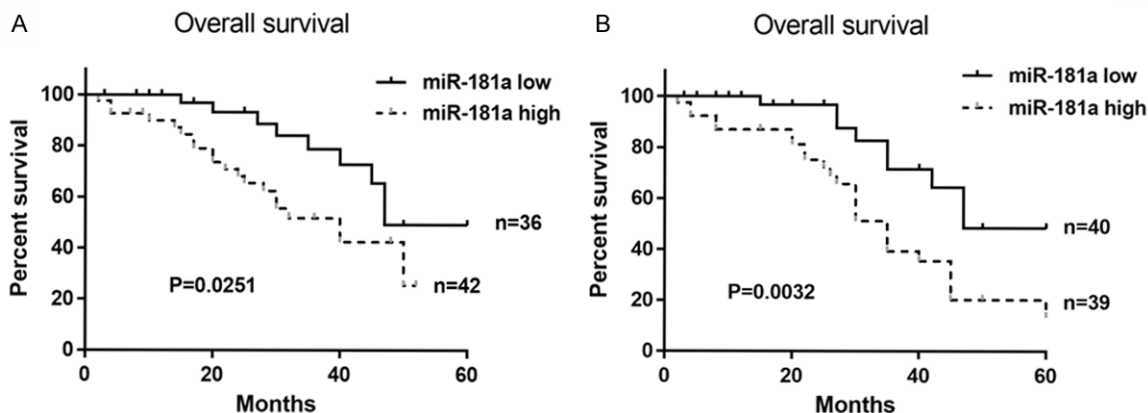 A
Overall survival
miR-181a low
miR-181a high
Percent survival
100
80
60
40
20
0
n=36
n=42
P=0.0251
0 20 40 60
Months
B
Overall survival
miR-181a low
miR-181a high
Percent survival
100
80
60
40
20
0
n=40
n=39
P=0.0032
0 20 40 60
Months